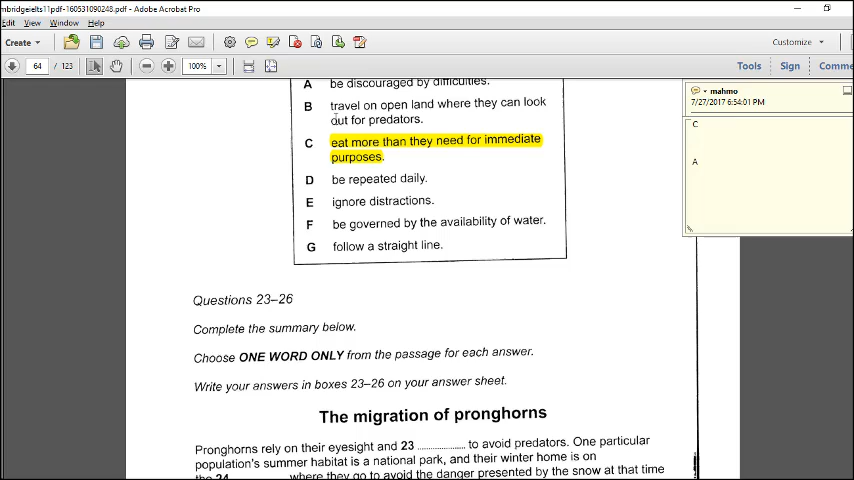 mbridgeielts11pdf-160531090248.pdf - Adobe Acrobat Pro
Edit View Window Help
Create
Customize
64 / 123
100%
Tools Sign Comme
A be discouraged by difficulties.
B travel on open land where they can look
out for predators.
C eat more than they need for immediate
purposes.
D be repeated daily.
E ignore distractions.
F be governed by the availability of water.
G follow a straight line.
mahmo
7/27/2017 6:54:01 PM
C
A
Questions 23–26
Complete the summary below.
Choose ONE WORD ONLY from the passage for each answer.
Write your answers in boxes 23–26 on your answer sheet.
The migration of pronghorns
Pronghorns rely on their eyesight and 23 .................... to avoid predators. One particular
population's summer habitat is a national park, and their winter home is on
the 24 where they go to avoid the danger presented by the snow at that time